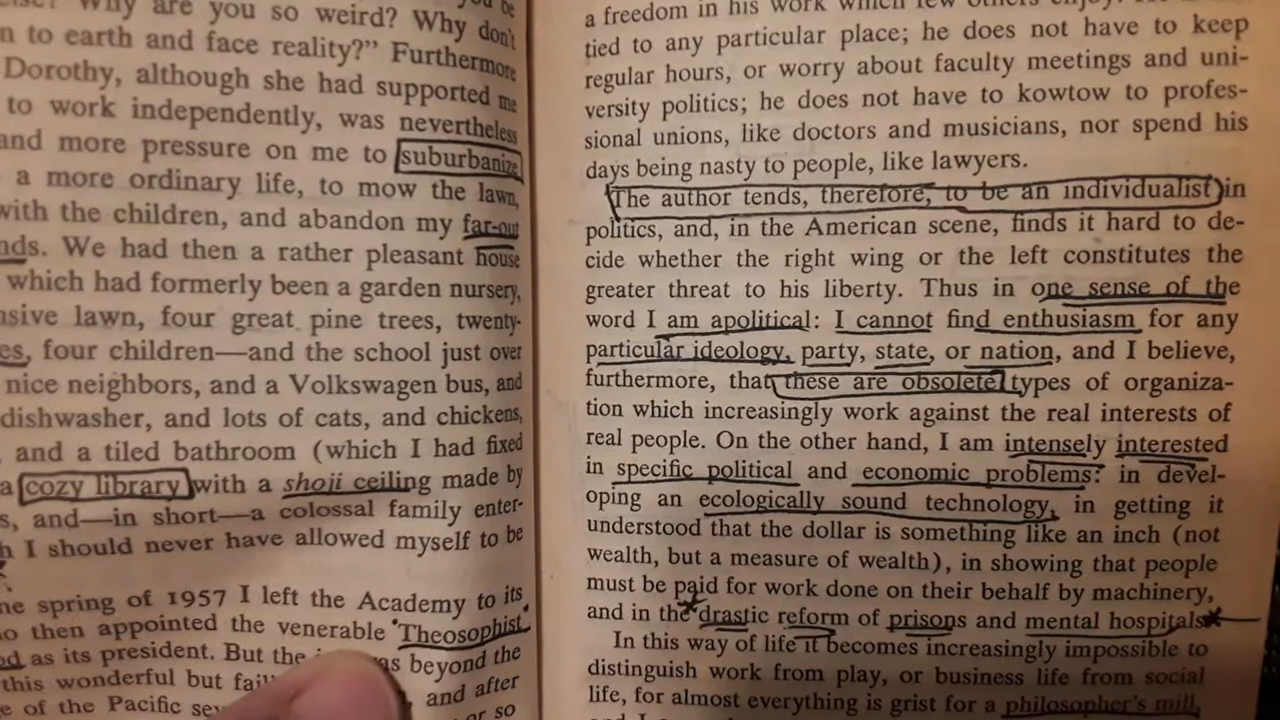 Why are you so weird? Why don't
n to earth and face reality?" Furthermore
Dorothy, although she had supported me
to work independently, was nevertheless
and more pressure on me to suburbanize
a more ordinary life, to mow the lawn,
with the children, and abandon my far-out
nds. We had then a rather pleasant house
which had formerly been a garden nursery,
nsive lawn, four great pine trees, twenty-
es, four children—and the school just over
nice neighbors, and a Volkswagen bus, and
dishwasher, and lots of cats, and chickens,
and a tiled bathroom (which I had fixed
a cozy library with a shoji ceiling made by
s, and—in short—a colossal family enter-
h I should never have allowed myself to be
ne spring of 1957 I left the Academy to its
o then appointed the venerable Theosophist
od as its president. But the as beyond the
this wonderful but and after
e of the Pacific or so
a freedom in his work which few others enjoy.
tied to any particular place; he does not have to keep
regular hours, or worry about faculty meetings and uni-
versity politics; he does not have to kowtow to profes-
sional unions, like doctors and musicians, nor spend his
days being nasty to people, like lawyers.
The author tends, therefore, to be an individualist in
politics, and, in the American scene, finds it hard to de-
cide whether the right wing or the left constitutes the
greater threat to his liberty. Thus in one sense of the
word I am apolitical: I cannot find enthusiasm for any
particular ideology, party, state, or nation, and I believe,
furthermore, that these are obsolete types of organiza-
tion which increasingly work against the real interests of
real people. On the other hand, I am intensely interested
in specific political and economic problems: in devel-
oping an ecologically sound technology, in getting it
understood that the dollar is something like an inch (not
wealth, but a measure of wealth), in showing that people
must be paid for work done on their behalf by machinery,
and in the drastic reform of prisons and mental hospitals.
In this way of life it becomes increasingly impossible to
distinguish work from play, or business life from social
life, for almost everything is grist for a philosopher's mill,